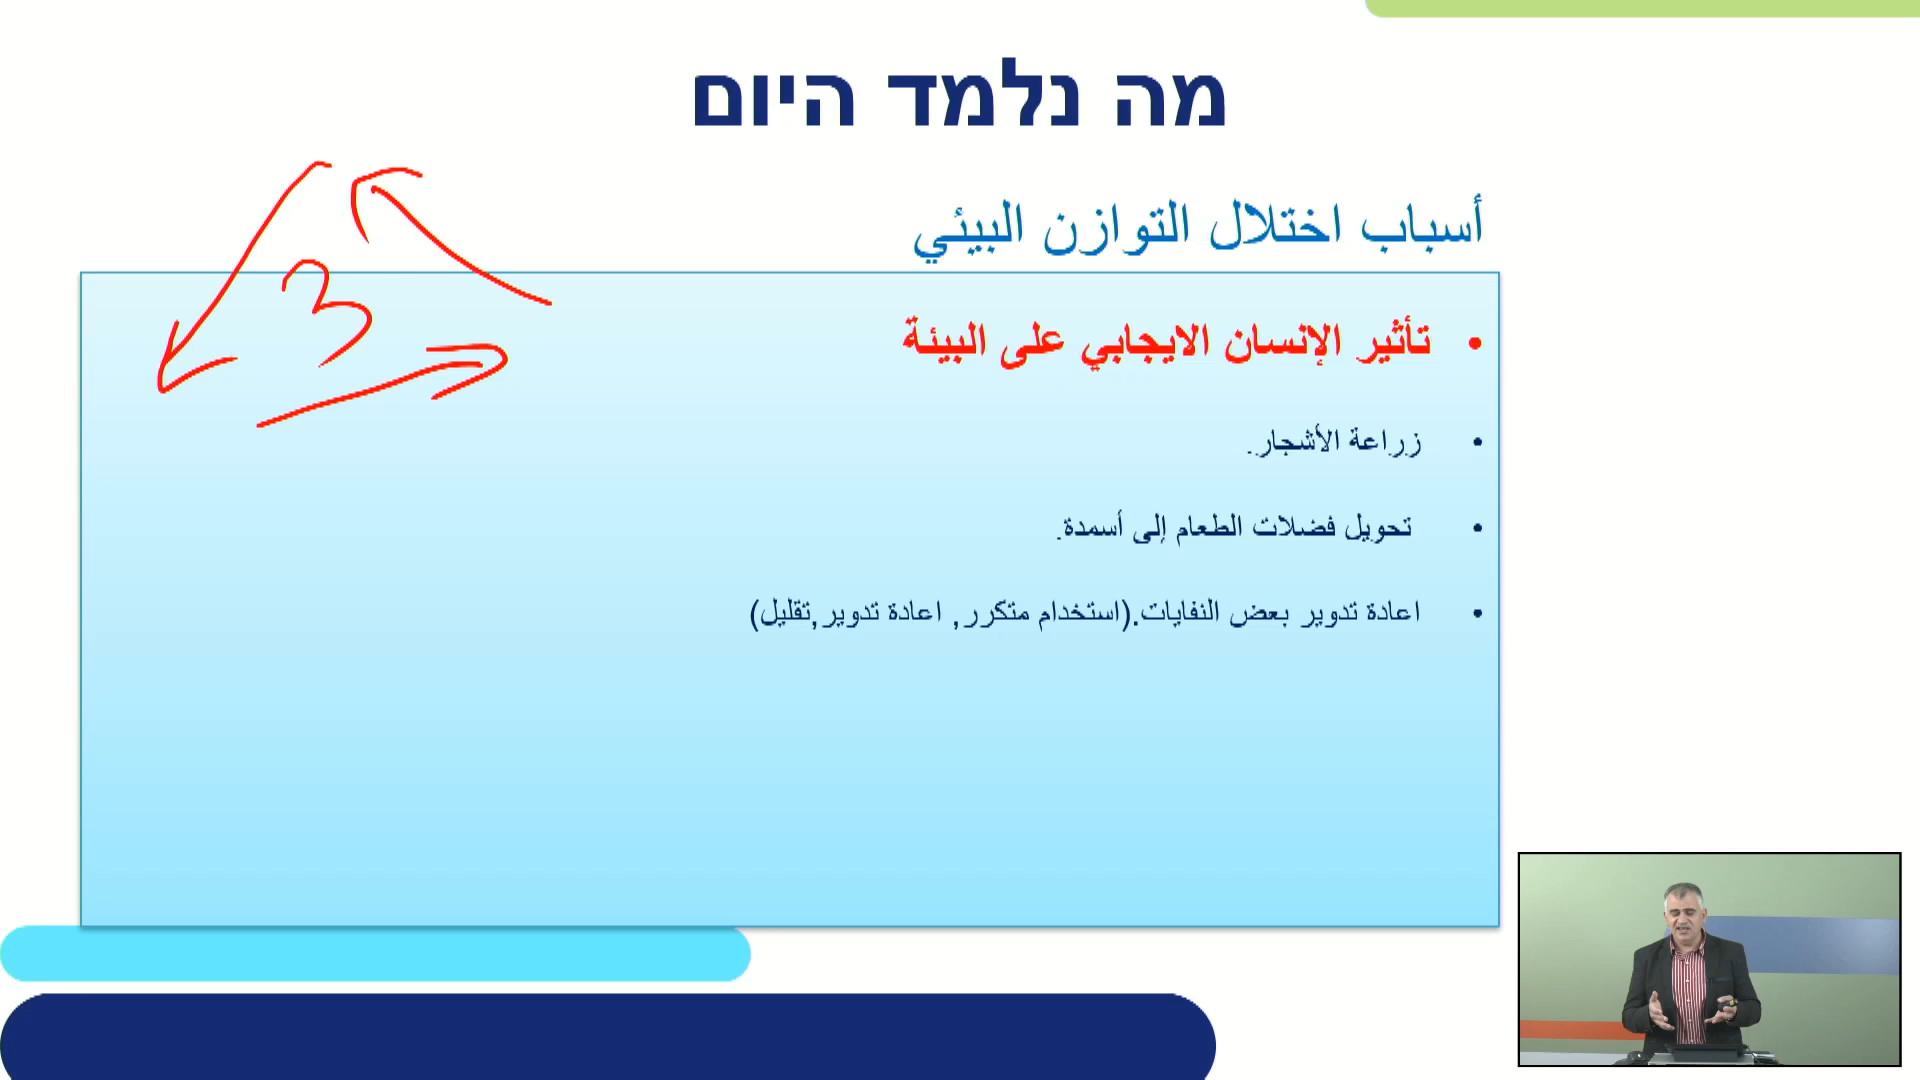 מה נלמד היום
أسباب اختلال التوازن البيئي
3
• تأثير الإنسان الايجابي على البيئة
• زراعة الأشجار.
• تحويل فضلات الطعام إلى أسمدة.
• اعادة تدوير بعض النفايات.(استخدام متكرر, اعادة تدوير,تقليل)